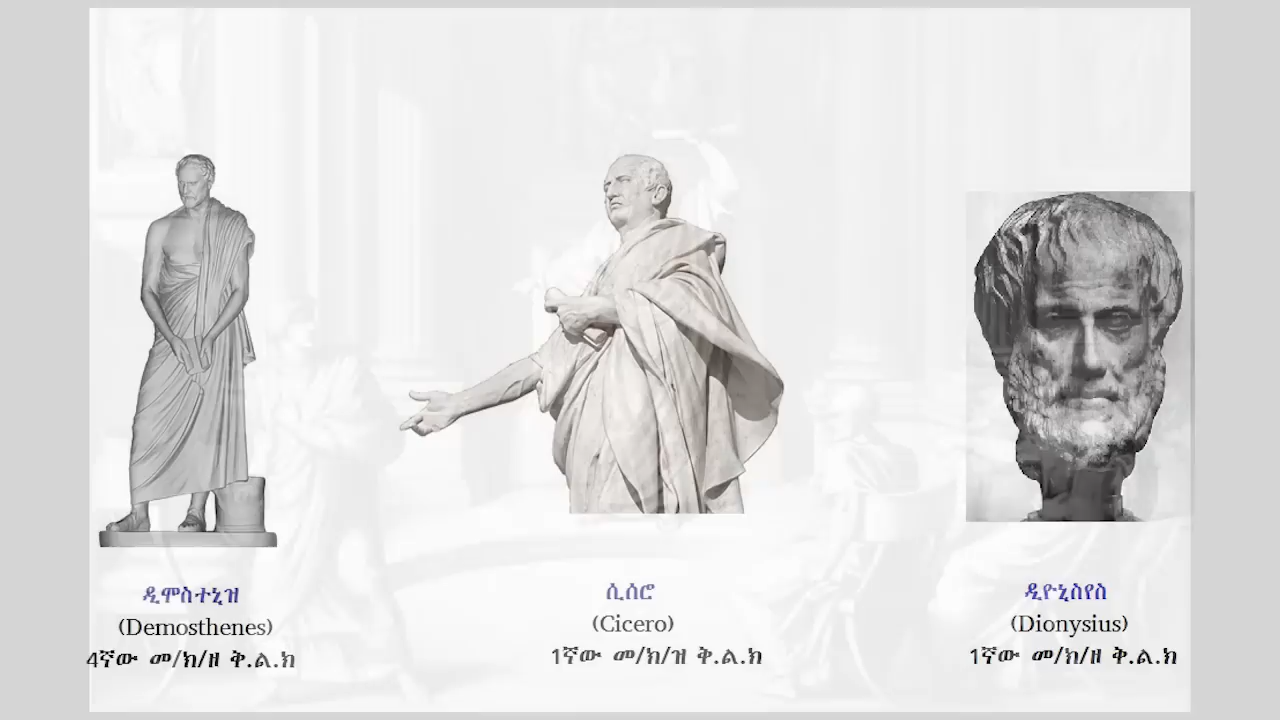 ዲሞስተኒዝ
(Demosthenes)
4ኛው መ/ክ/ዘ ቅ.ል.ክ
ሲሰሮ
(Cicero)
1ኛው መ/ክ/ዝ ቅ.ል.ክ
ዲዮኒስየስ
(Dionysius)
1ኛው መ/ክ/ዘ ቅ.ል.ክ